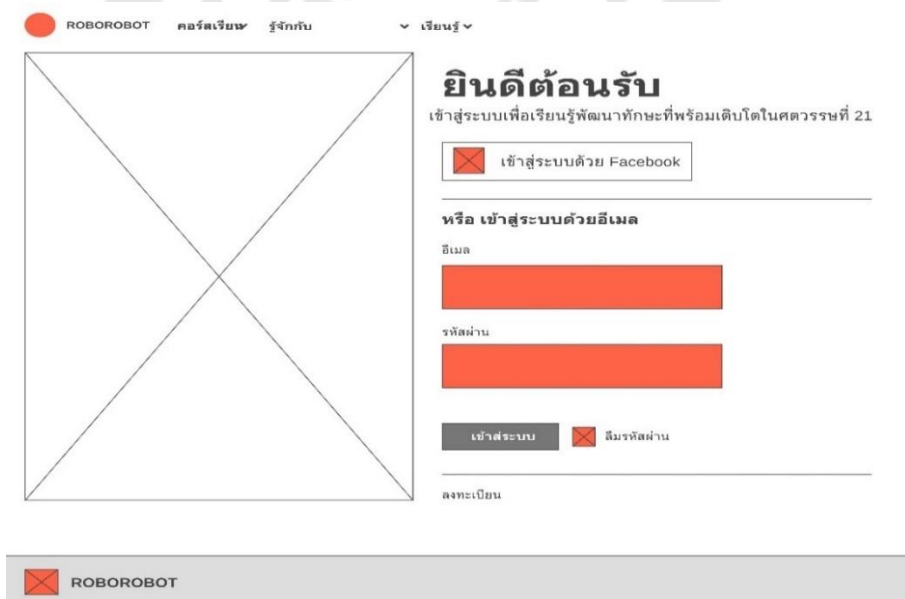 ROBOROBOT คอร์สเรียน รู้จักกับ เรียนรู้
ยินดีต้อนรับ
เข้าสู่ระบบเพื่อเรียนรู้พัฒนาทักษะที่พร้อมเติบโตในศตวรรษที่ 21
เข้าสู่ระบบด้วย Facebook
หรือ เข้าสู่ระบบด้วยอีเมล
อีเมล
รหัสผ่าน
เข้าสู่ระบบ ลืมรหัสผ่าน
ลงทะเบียน
ROBOROBOT